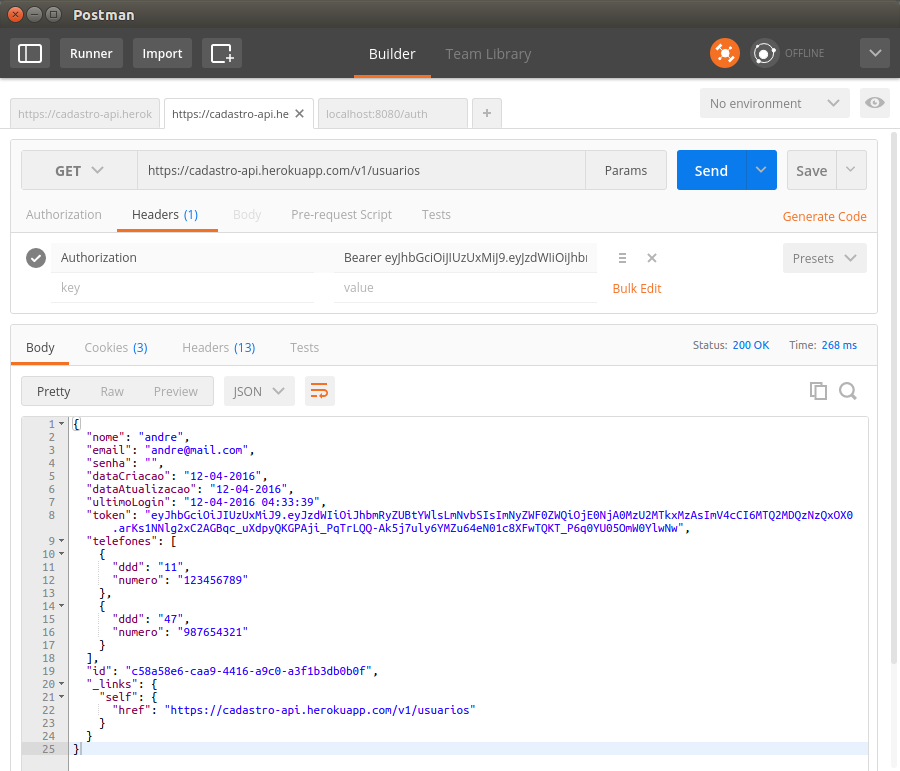 Postman
Runner
Import
Builder
Team Library
OFFLINE
https://cadastro-api.herok
https://cadastro-api.he
localhost:8080/auth
+
No environment
GET
https://cadastro-api.herokuapp.com/v1/usuarios
Params
Send
Save
Authorization
Headers (1)
Body
Pre-request Script
Tests
Generate Code
Authorization
Bearer eyJhbGciOiJIUzUxMiJ9.eyJzdWIiOiJhbr
Presets
key
value
Bulk Edit
Body
Cookies (3)
Headers (13)
Tests
Status: 200 OK
Time: 268 ms
Pretty
Raw
Preview
JSON
1 {
2 "nome": "andre",
3 "email": "andre@mail.com",
4 "senha": "",
5 "dataCriacao": "12-04-2016",
6 "dataAtualizacao": "12-04-2016",
7 "ultimoLogin": "12-04-2016 04:33:39",
8 "token": "eyJhbGciOiJIUzUxMiJ9.eyJzdWIiOiJhbmRyZUBtYWlsLmNvbSIsImNyZWF0ZWQiOjE0NjA0MzU2MTkxMzAsImV4cCI6MTQ2MDQzNzQxOX0
.arKs1NNlg2xC2AGBqc_uXdpyQKGPAji_PqTrLQQ-Ak5j7uly6YMZu64eN01c8XFwTQKT_P6q0YU05OmW0YlwNw",
9 "telefones": [
10 {
11 "ddd": "11",
12 "numero": "123456789"
13 },
14 {
15 "ddd": "47",
16 "numero": "987654321"
17 }
18 ],
19 "id": "c58a58e6-caa9-4416-a9c0-a3f1b3db0b0f",
20 "_links": {
21 "self": {
22 "href": "https://cadastro-api.herokuapp.com/v1/usuarios"
23 }
24 }
25 }